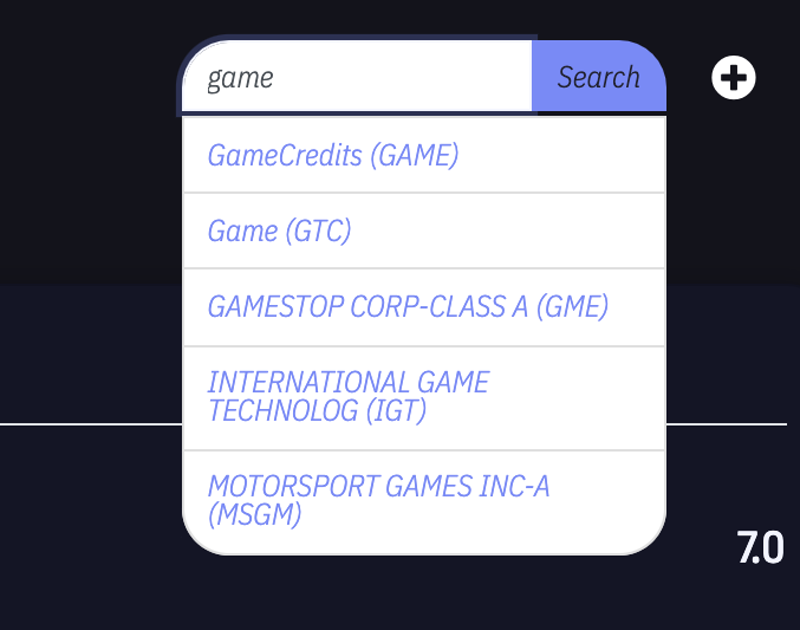 game
Search
GameCredits (GAME)
Game (GTC)
GAMESTOP CORP-CLASS A (GME)
INTERNATIONAL GAME
TECHNOLOG (IGT)
MOTORSPORT GAMES INC-A
(MSGM)
7.0